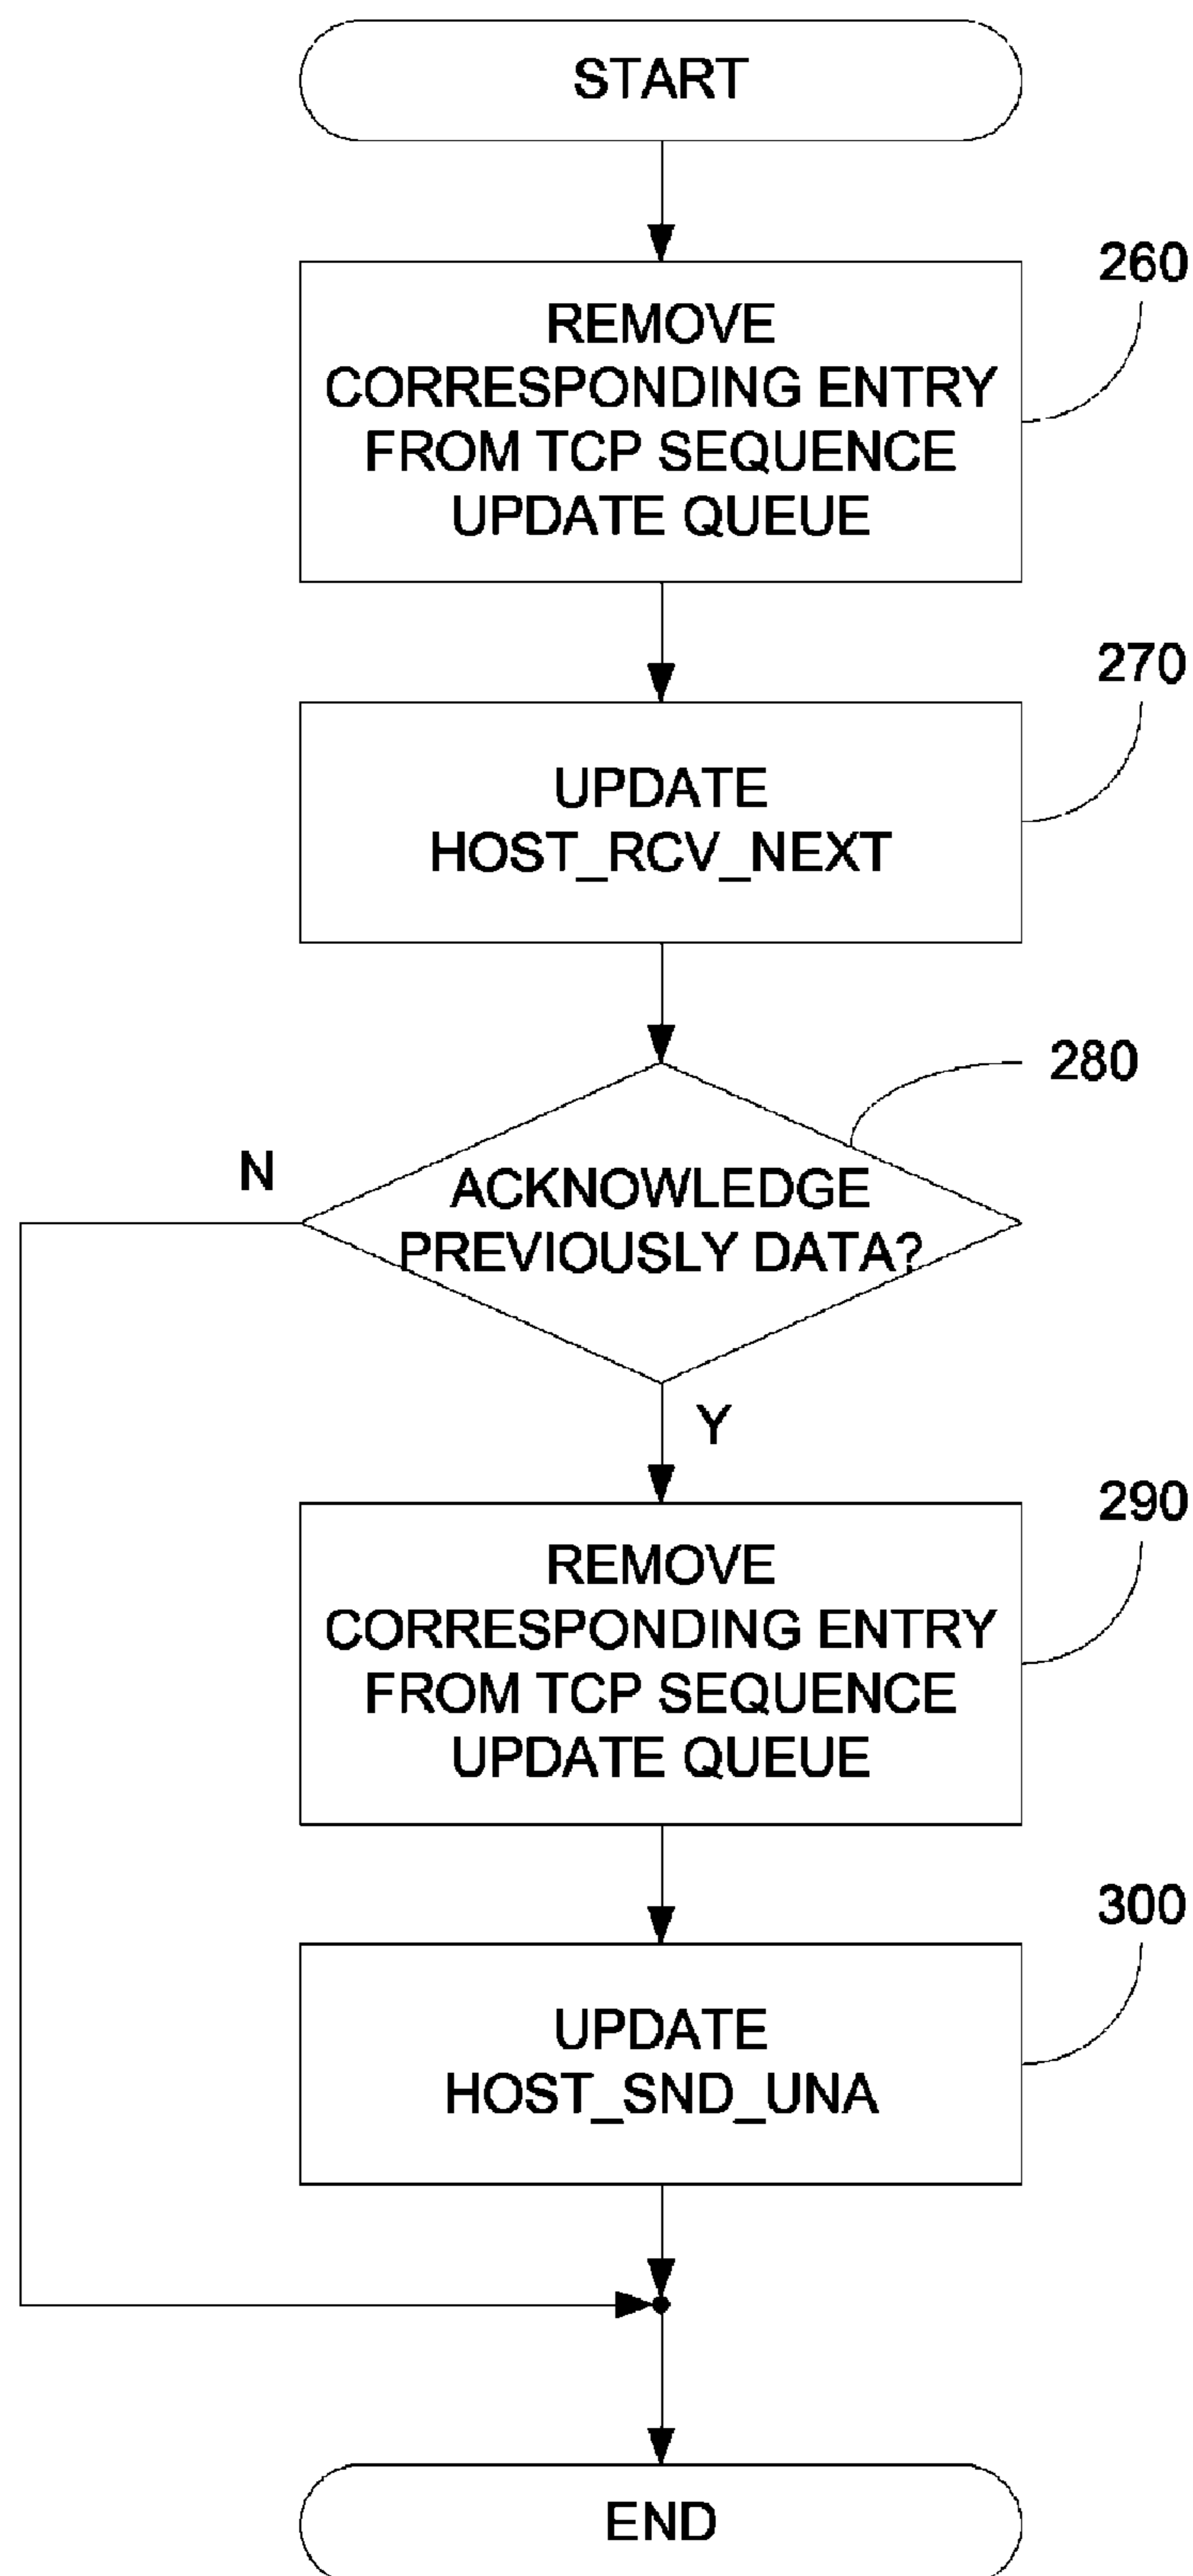 START
260
REMOVE
CORRESPONDING ENTRY
FROM TCP SEQUENCE
UPDATE QUEUE
270
UPDATE
HOST_RCV_NEXT
280
N
ACKNOWLEDGE
PREVIOUSLY DATA?
Y
290
REMOVE
CORRESPONDING ENTRY
FROM TCP SEQUENCE
UPDATE QUEUE
300
UPDATE
HOST_SND_UNA
END